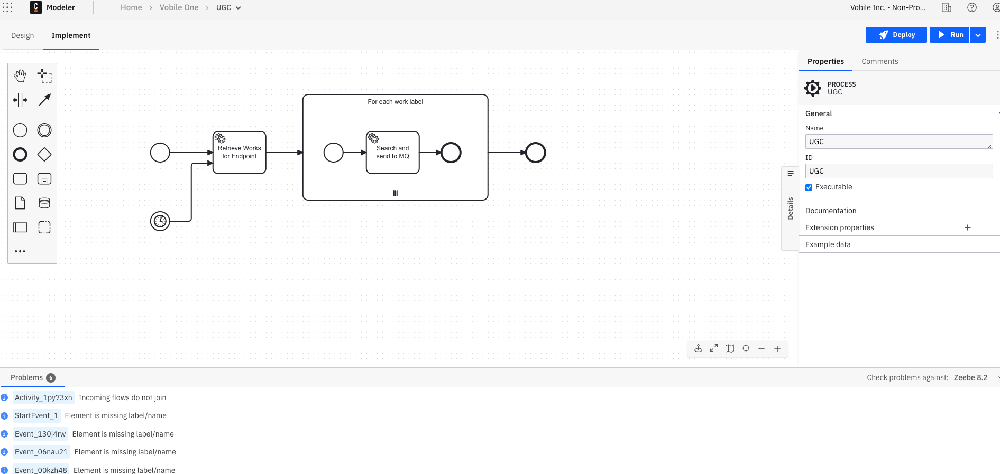 C Modeler Home › Vobile One › UGC Vobile Inc. - Non-Pro...
Design Implement Deploy Run
Properties Comments
PROCESS
UGC
General
Name
UGC
ID
UGC
Executable
Documentation
Extension properties
Example data
Details
For each work label
Retrieve Works
for Endpoint
Search and
send to MQ
Problems 6 Check problems against: Zeebe 8.2
Activity_1py73xh Incoming flows do not join
StartEvent_1 Element is missing label/name
Event_130j4rw Element is missing label/name
Event_06nau21 Element is missing label/name
Event_00kzh48 Element is missing label/name